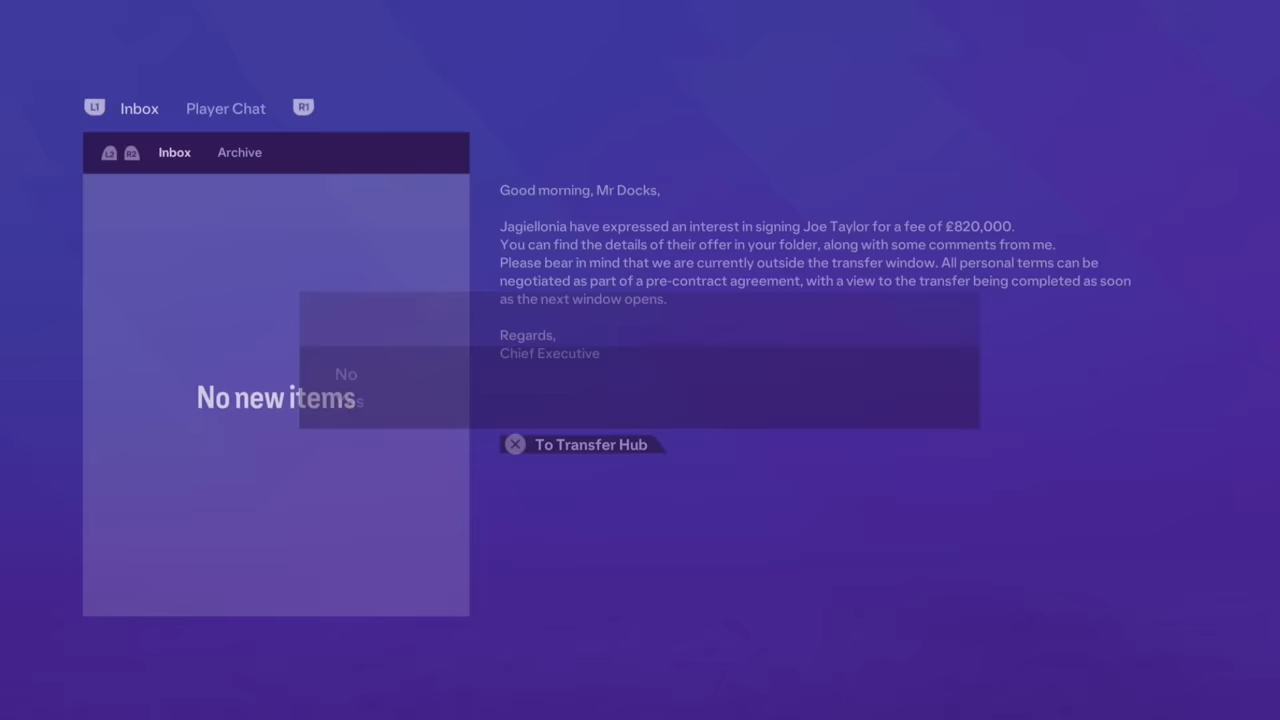 L1 Inbox Player Chat R1
L2 R2 Inbox Archive
Good morning, Mr Docks,
Jagiellonia have expressed an interest in signing Joe Taylor for a fee of £820,000.
You can find the details of their offer in your folder, along with some comments from me.
Please bear in mind that we are currently outside the transfer window. All personal terms can be
negotiated as part of a pre-contract agreement, with a view to the transfer being completed as soon
as the next window opens.
Regards,
Chief Executive
No
No new items
To Transfer Hub